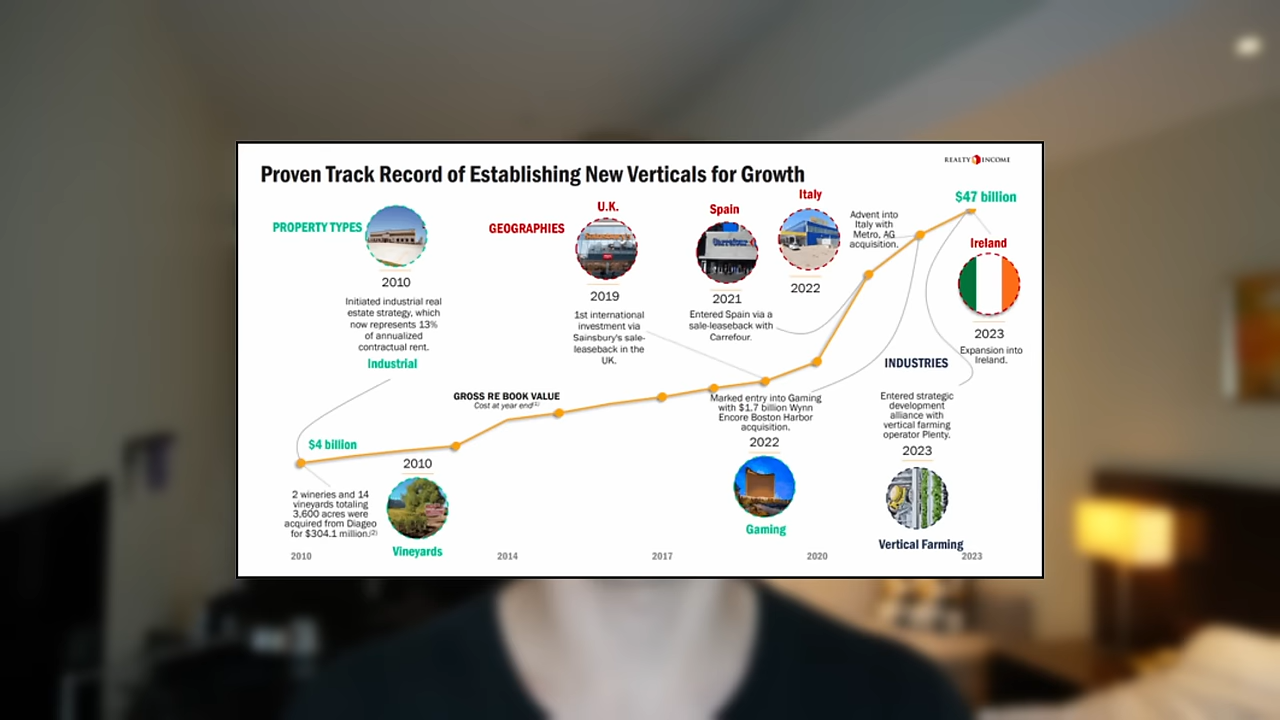 REALTY INCOME
Proven Track Record of Establishing New Verticals for Growth
$47 billion
PROPERTY TYPES
2010
Initiated industrial real
estate strategy, which
now represents 13%
of annualized
contractual rent.
Industrial
GEOGRAPHIES
U.K.
2019
1st international
investment via
Sainsbury's sale-
leaseback in the
UK.
Spain
Carrefour
2021
Entered Spain via a
sale-leaseback with
Carrefour.
Italy
2022
Advent into
Italy with
Metro, AG
acquisition.
Ireland
2023
Expansion into
Ireland.
INDUSTRIES
GROSS RE BOOK VALUE
Cost at year end(1)
$4 billion
2 wineries and 14
vineyards totaling
3,600 acres were
acquired from Diageo
for $304.1 million.(2)
2010
Vineyards
Marked entry into Gaming
with $1.7 billion Wynn
Encore Boston Harbor
acquisition.
2022
Gaming
Entered strategic
development
alliance with
vertical farming
operator Plenty.
2023
Vertical Farming
2010
2014
2017
2020
2023